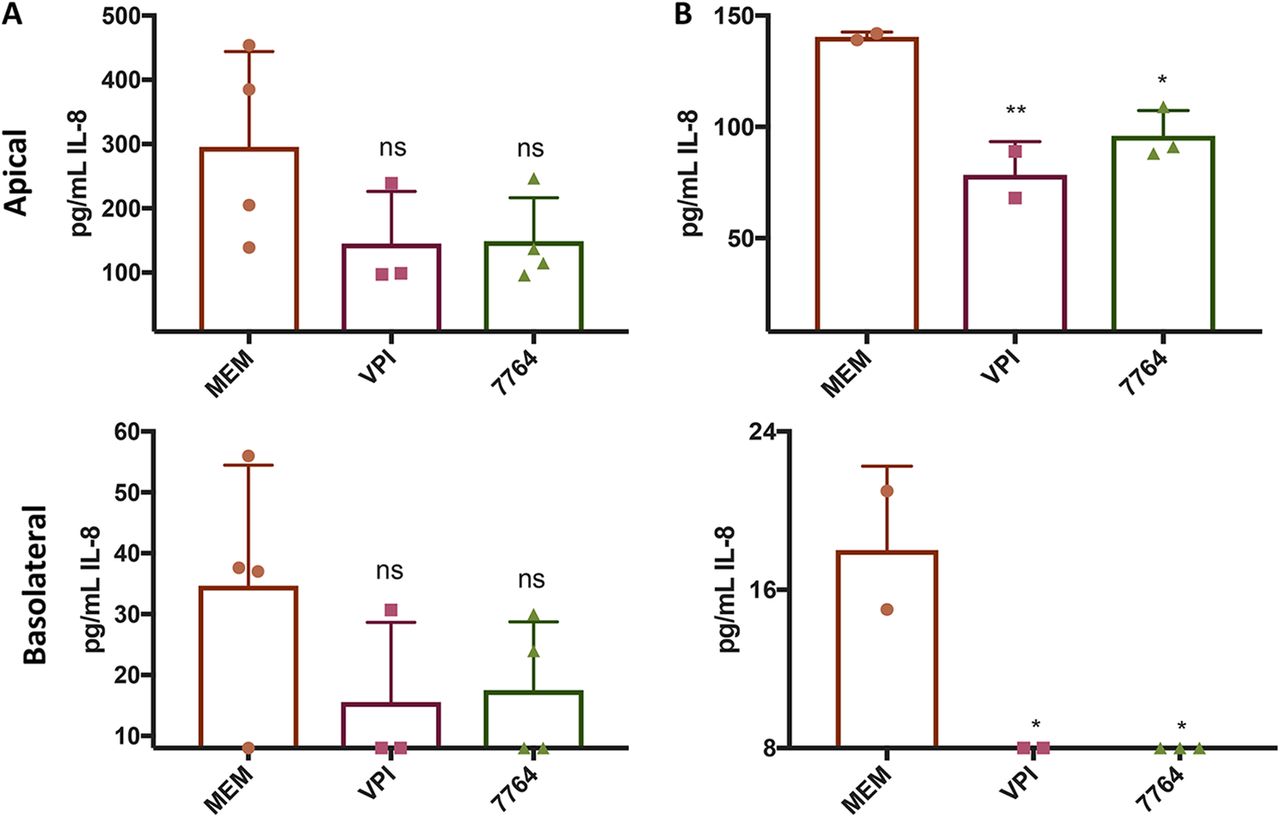 A
Apical
pg/mL IL-8
500
400
300
200
100
ns
ns
MEM
VPI
7764
B
pg/mL IL-8
150
100
50
**
*
MEM
VPI
7764
Basolateral
pg/mL IL-8
60
50
40
30
20
10
ns
ns
MEM
VPI
7764
pg/mL IL-8
24
16
8
*
*
MEM
VPI
7764